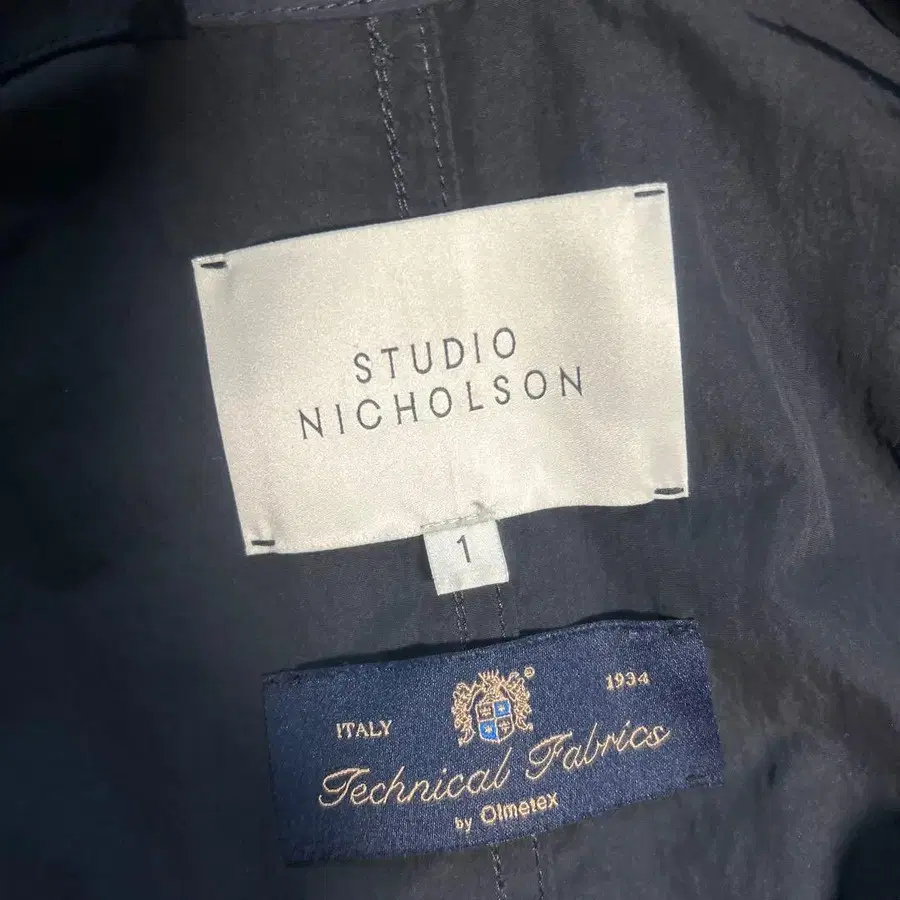 STUDIO
NICHOLSON
1
ITALY
1934
Technical Fabrics
by Olmetex